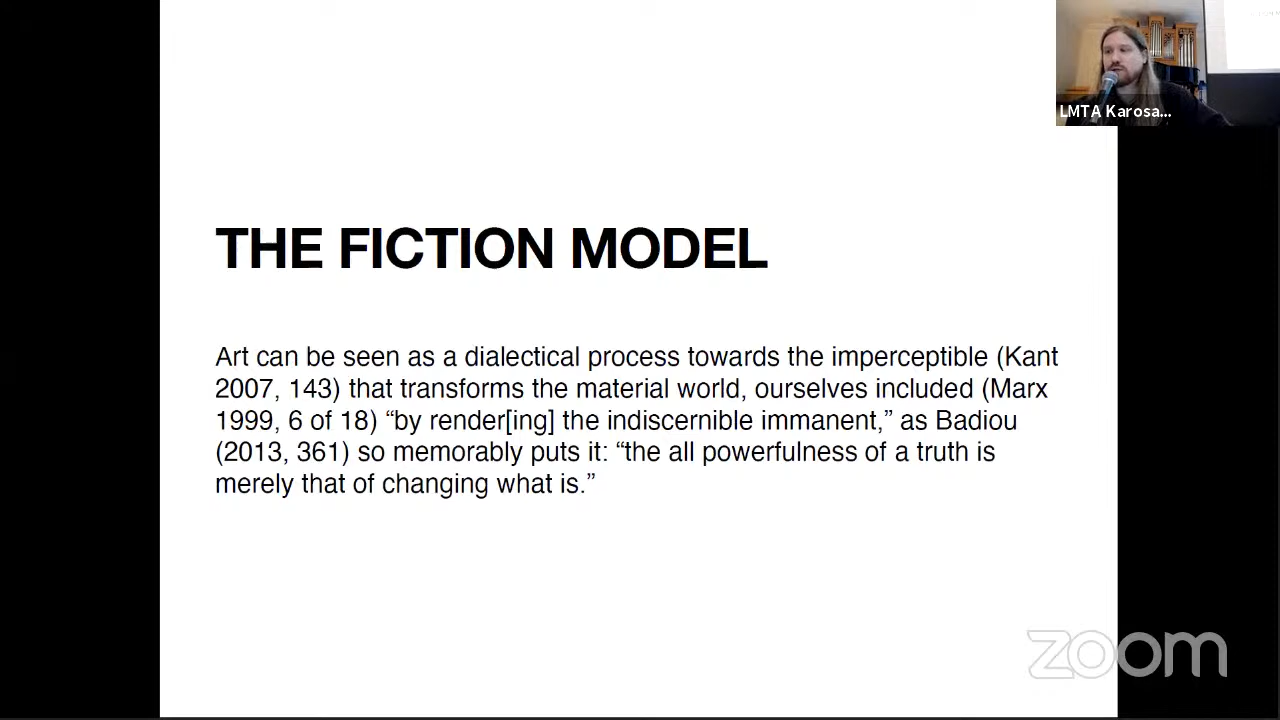 LMTA Karosa...
THE FICTION MODEL
Art can be seen as a dialectical process towards the imperceptible (Kant
2007, 143) that transforms the material world, ourselves included (Marx
1999, 6 of 18) “by render[ing] the indiscernible immanent,” as Badiou
(2013, 361) so memorably puts it: “the all powerfulness of a truth is
merely that of changing what is.”
zoom